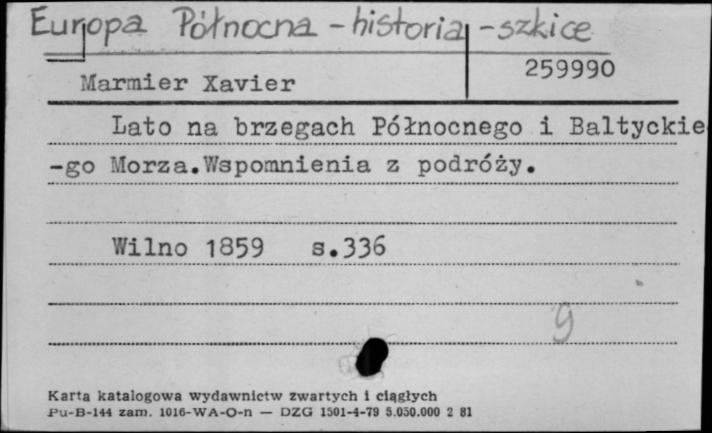 Europa Północna - historia - szkice
259990
Marmier Xavier
Lato na brzegach Północnego i Bałtyckie
-go Morza.Wspomnienia z podróży.
Wilno 1859 s.336
9
Karta katalogowa wydawnictw zwartych i ciągłych
Pu-B-144 zam. 1016-WA-O-n — DZG 1501-4-79 5.050.000 2 81